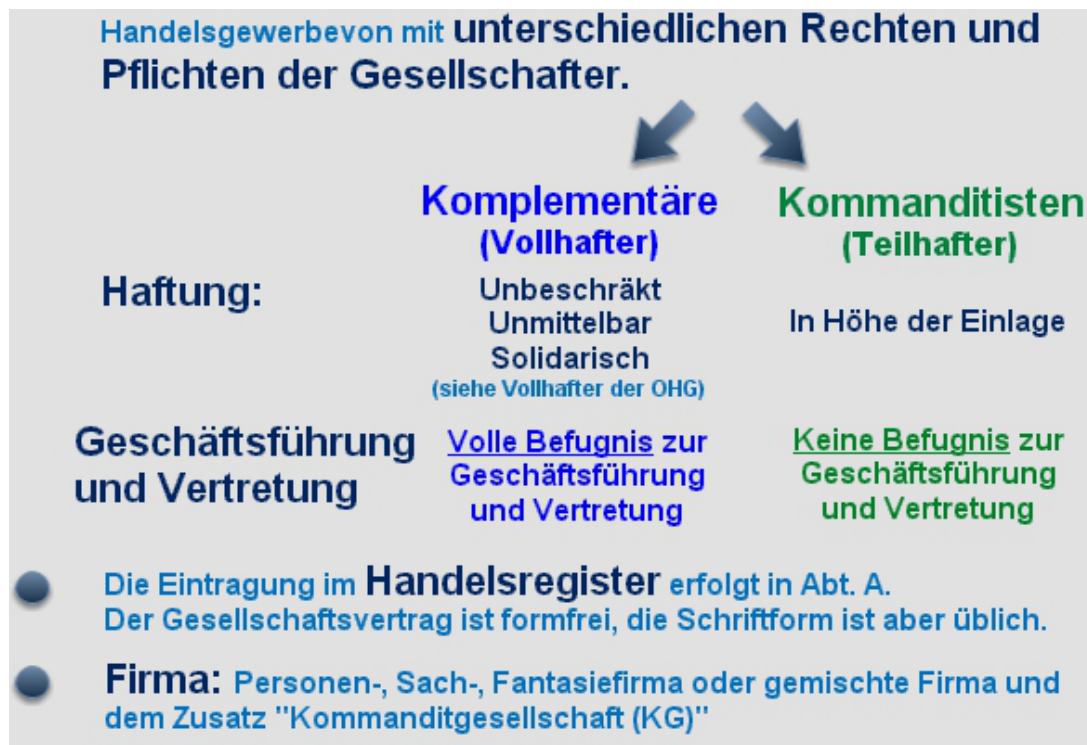 Handelsgewerbevon mit unterschiedlichen Rechten und
Pflichten der Gesellschafter.
Komplementäre
(Vollhafter)
Kommanditisten
(Teilhafter)
Haftung:
Unbeschräkt
Unmittelbar
Solidarisch
(siehe Vollhafter der OHG)
In Höhe der Einlage
Geschäftsführung
und Vertretung
Volle Befugnis zur
Geschäftsführung
und Vertretung
Keine Befugnis zur
Geschäftsführung
und Vertretung
Die Eintragung im Handelsregister erfolgt in Abt. A.
Der Gesellschaftsvertrag ist formfrei, die Schriftform ist aber üblich.
Firma: Personen-, Sach-, Fantasiefirma oder gemischte Firma und
dem Zusatz "Kommanditgesellschaft (KG)"